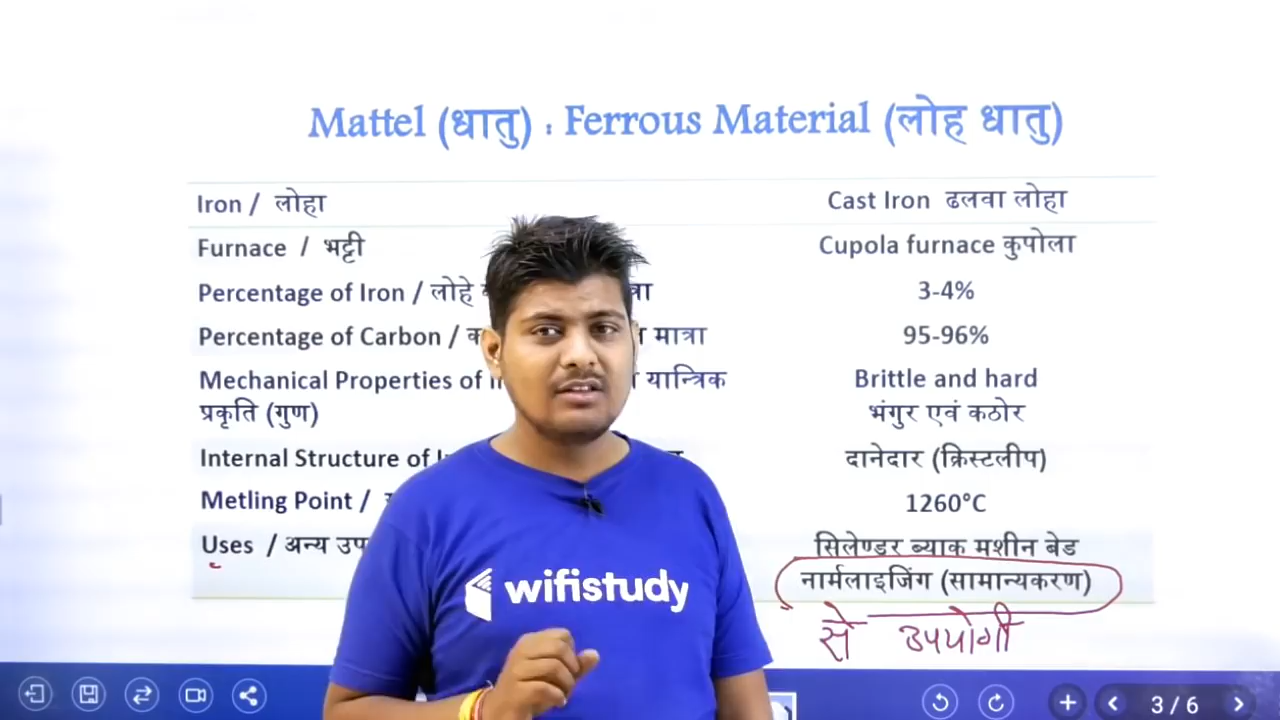 Mattel (धातु) : Ferrous Material (लोह धातु)
Iron / लोहा
Cast Iron ढलवा लोहा
Furnace / भट्टी
Cupola furnace कुपोला
Percentage of Iron / लोहे
3-4%
Percentage of Carbon / मात्रा
95-96%
Mechanical Properties of यान्त्रिक
प्रकृति (गुण)
Brittle and hard
भंगुर एवं कठोर
Internal Structure of
दानेदार (क्रिस्टलीप)
Metling Point /
1260°C
Uses / अन्य
सिलेण्डर ब्याक मशीन बेड
नार्मलाइजिंग (सामान्यकरण)
से उपयोगी
wifistudy
3 / 6